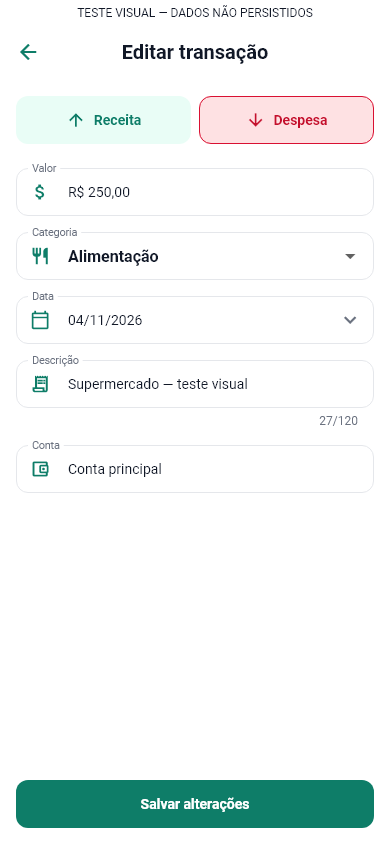 TESTE VISUAL — DADOS NÃO PERSISTIDOS
Editar transação
Receita
Despesa
Valor
R$ 250,00
Categoria
Alimentação
Data
04/11/2026
Descrição
Supermercado — teste visual
27/120
Conta
Conta principal
Salvar alterações